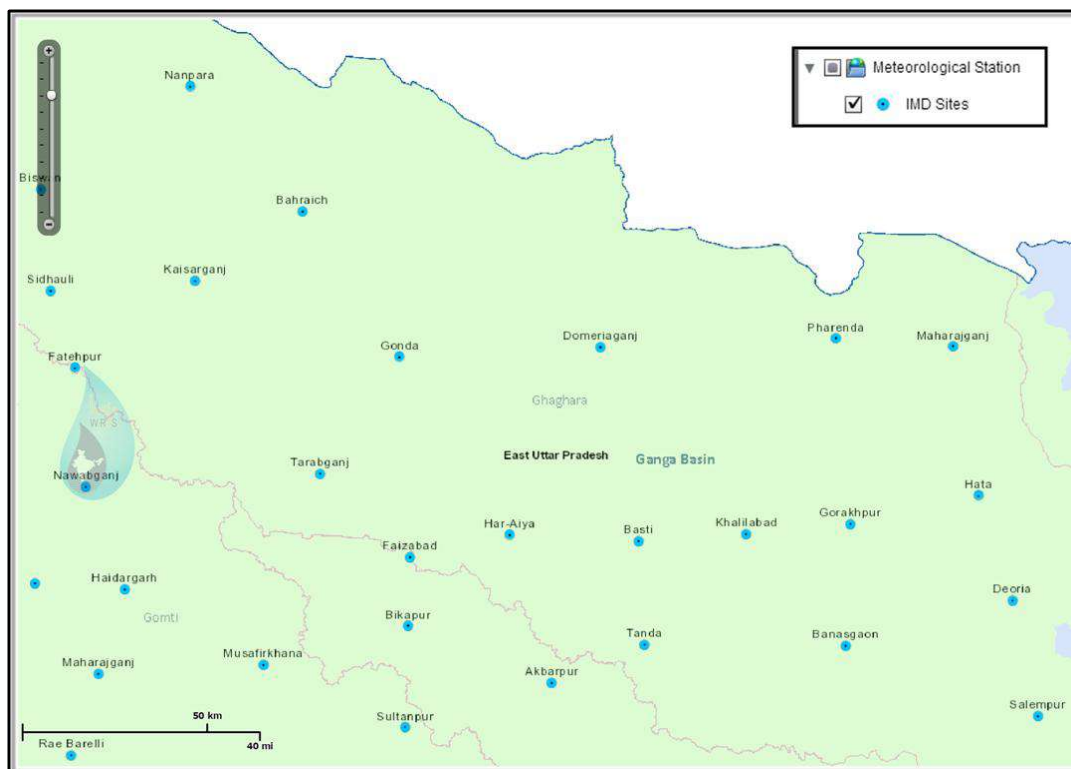 Nanpara
Meteorological Station
IMD Sites
Biswan
Bahraich
Kaisarganj
Sidhauli
Pharenda
Maharajganj
Domeriaganj
Gonda
Fatehpur
Ghaghara
WRIS
East Uttar Pradesh
Ganga Basin
Tarabganj
Nawabganj
Hata
Gorakhpur
Har-Aiya
Basti
Khalilabad
Faizabad
Haidargarh
Deoria
Gomti
Bikapur
Tanda
Banasgaon
Musafirkhana
Maharajganj
Akbarpur
Salempur
50 km
Sultanpur
Rae Barelli
40 mi